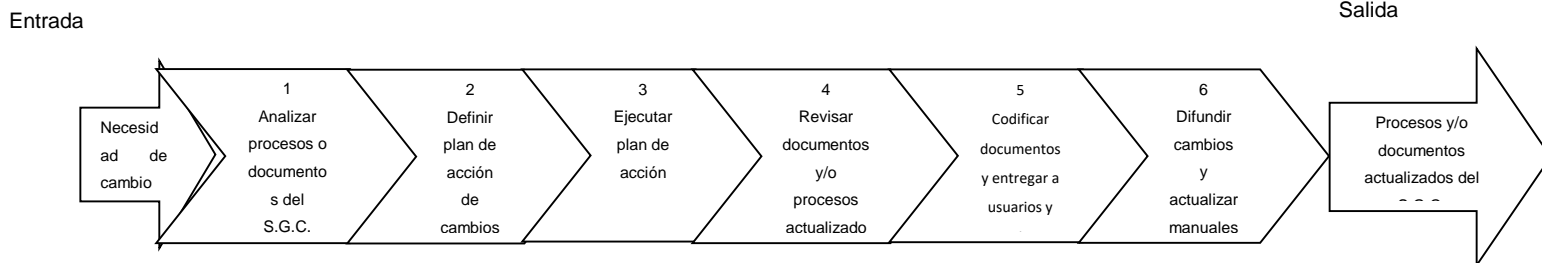 Entrada
Salida
Necesid
ad de
cambio
1
Analizar
procesos o
documento
s del
S.G.C.
2
Definir
plan de
acción
de
cambios
3
Ejecutar
plan de
acción
4
Revisar
documentos
y/o
procesos
actualizado
5
Codificar
documentos
y entregar a
usuarios y
6
Difundir
cambios
y
actualizar
manuales
Procesos y/o
documentos
actualizados del